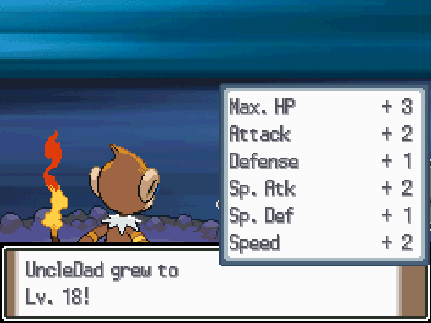 Max. HP + 3
Attack + 2
Defense + 1
Sp. Atk + 2
Sp. Def + 1
Speed + 2
UncleDad grew to
Lv. 18!